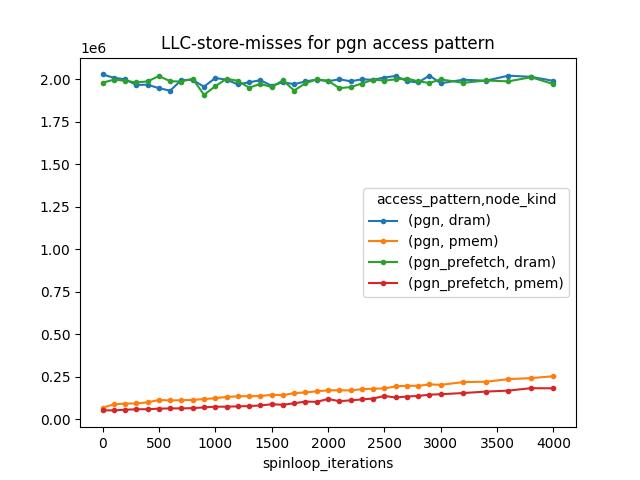 LLC-store-misses for pgn access pattern
1e6
2.00
1.75
1.50
1.25
1.00
0.75
0.50
0.25
0.00
access_pattern,node_kind
(pgn, dram)
(pgn, pmem)
(pgn_prefetch, dram)
(pgn_prefetch, pmem)
0 500 1000 1500 2000 2500 3000 3500 4000
spinloop_iterations